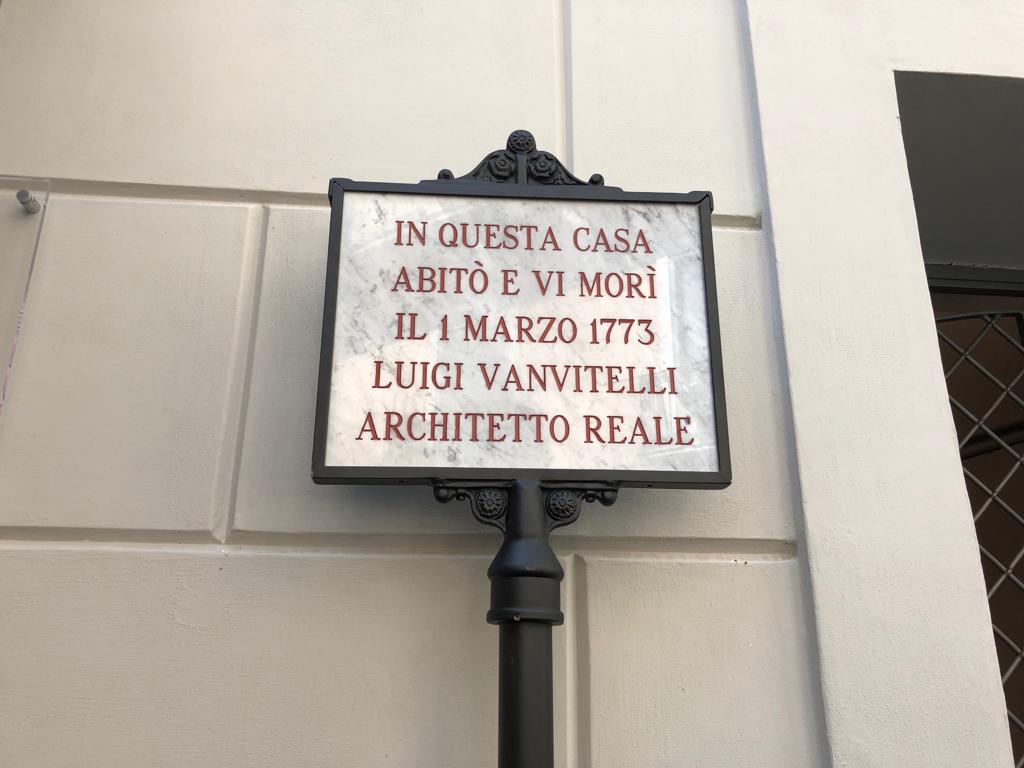 IN QUESTA CASA
ABITÒ E VI MORÌ
IL 1 MARZO 1773
LUIGI VANVITELLI
ARCHITETTO REALE